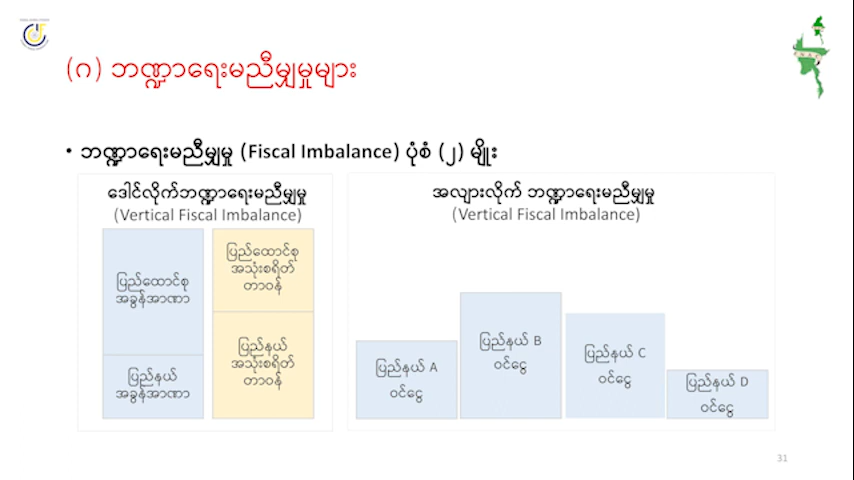 (ဂ) ဘဏ္ဍာရေးမညီမျှမှုများ
• ဘဏ္ဍာရေးမညီမျှမှု (Fiscal Imbalance) ပုံစံ (၂) မျိုး
ဒေါင်လိုက်ဘဏ္ဍာရေးမညီမျှမှု
(Vertical Fiscal Imbalance)
ပြည်ထောင်စု
အခွန်အာဏာ
ပြည်နယ်
အခွန်အာဏာ
ပြည်ထောင်စု
အသုံးစရိတ်
တာဝန်
ပြည်နယ်
အသုံးစရိတ်
တာဝန်
အလျားလိုက် ဘဏ္ဍာရေးမညီမျှမှု
(Vertical Fiscal Imbalance)
ပြည်နယ် A
ဝင်ငွေ
ပြည်နယ် B
ဝင်ငွေ
ပြည်နယ် C
ဝင်ငွေ
ပြည်နယ် D
ဝင်ငွေ
31